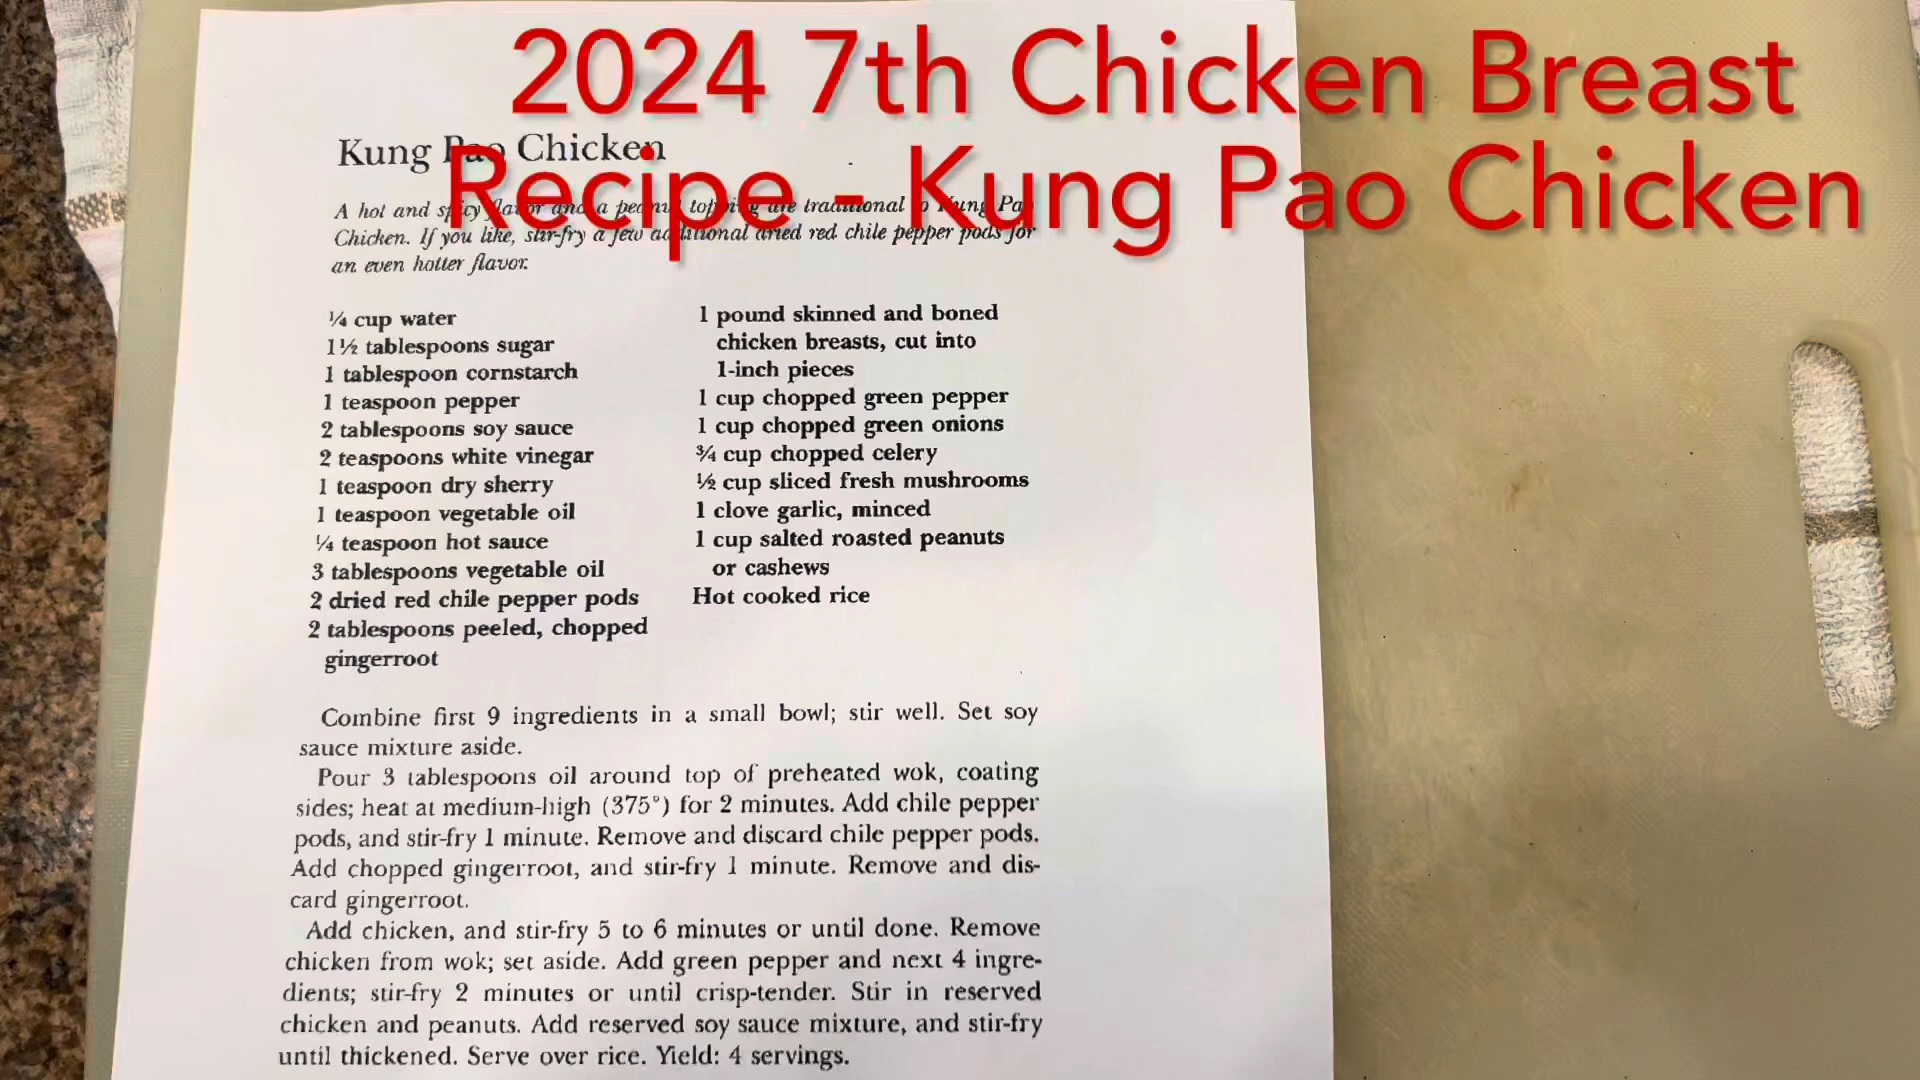 2024 7th Chicken Breast
Recipe - Kung Pao Chicken
Kung Pao Chicken
A hot and spicy flavor and a peanut topping are traditional to Kung Pao
Chicken. If you like, stir-fry a few additional dried red chile pepper pods for
an even hotter flavor.
¼ cup water
1½ tablespoons sugar
1 tablespoon cornstarch
1 teaspoon pepper
2 tablespoons soy sauce
2 teaspoons white vinegar
1 teaspoon dry sherry
1 teaspoon vegetable oil
¼ teaspoon hot sauce
3 tablespoons vegetable oil
2 dried red chile pepper pods
2 tablespoons peeled, chopped
gingerroot
1 pound skinned and boned
chicken breasts, cut into
1-inch pieces
1 cup chopped green pepper
1 cup chopped green onions
¾ cup chopped celery
½ cup sliced fresh mushrooms
1 clove garlic, minced
1 cup salted roasted peanuts
or cashews
Hot cooked rice
Combine first 9 ingredients in a small bowl; stir well. Set soy
sauce mixture aside.
Pour 3 tablespoons oil around top of preheated wok, coating
sides; heat at medium-high (375°) for 2 minutes. Add chile pepper
pods, and stir-fry 1 minute. Remove and discard chile pepper pods.
Add chopped gingerroot, and stir-fry 1 minute. Remove and dis-
card gingerroot.
Add chicken, and stir-fry 5 to 6 minutes or until done. Remove
chicken from wok; set aside. Add green pepper and next 4 ingre-
dients; stir-fry 2 minutes or until crisp-tender. Stir in reserved
chicken and peanuts. Add reserved soy sauce mixture, and stir-fry
until thickened. Serve over rice. Yield: 4 servings.